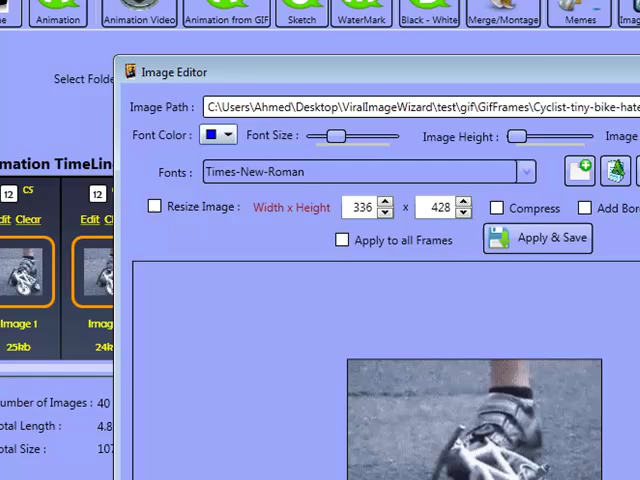 Animation
Animation Video
Animation from GIF
Sketch
WaterMark
Black - White
Merge/Montage
Memes
Select Folde
Image Editor
Image Path : C:\Users\Ahmed\Desktop\ViralImageWizard\test\gif\GifFrames\Cyclist-tiny-bike-hate
Font Color : Font Size : Image Height : Image
Fonts : Times-New-Roman
Resize Image : Width x Height 336 x 428 Compress Add Bor
Apply to all Frames Apply & Save
mation TimeLin
12 CS 12
dit Clear Edit Cl
Image 1 Imag
25kb 24k
umber of Images : 40
otal Length : 4.8
otal Size : 107